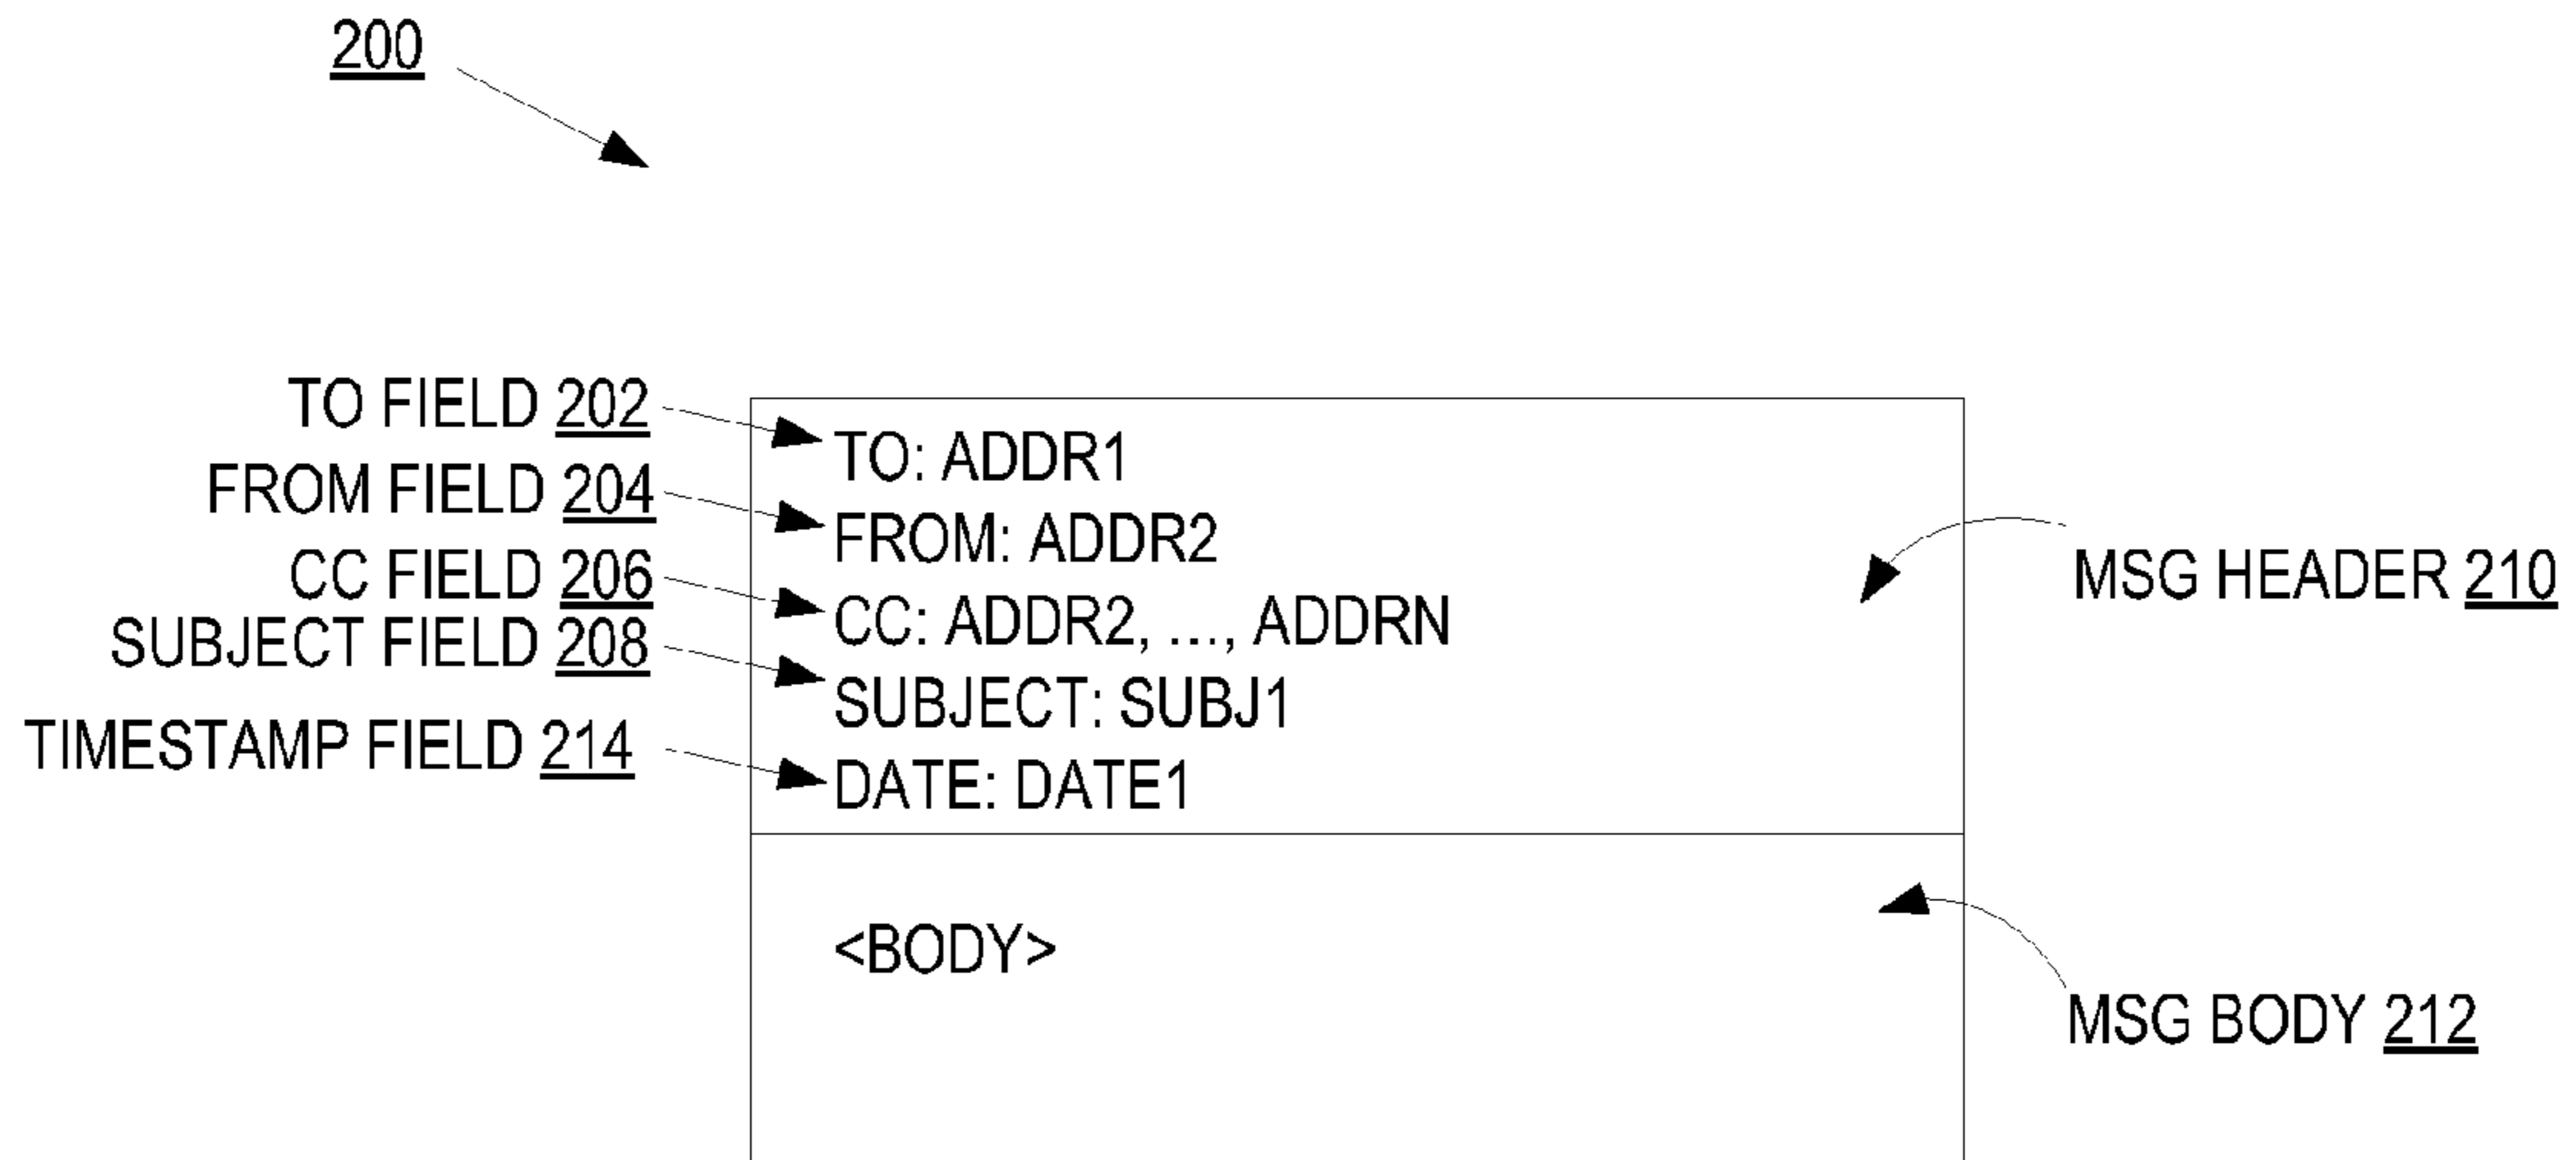 200
TO FIELD 202
FROM FIELD 204
CC FIELD 206
SUBJECT FIELD 208
TIMESTAMP FIELD 214
TO: ADDR1
FROM: ADDR2
CC: ADDR2, ..., ADDRN
SUBJECT: SUBJ1
DATE: DATE1
MSG HEADER 210
<BODY>
MSG BODY 212